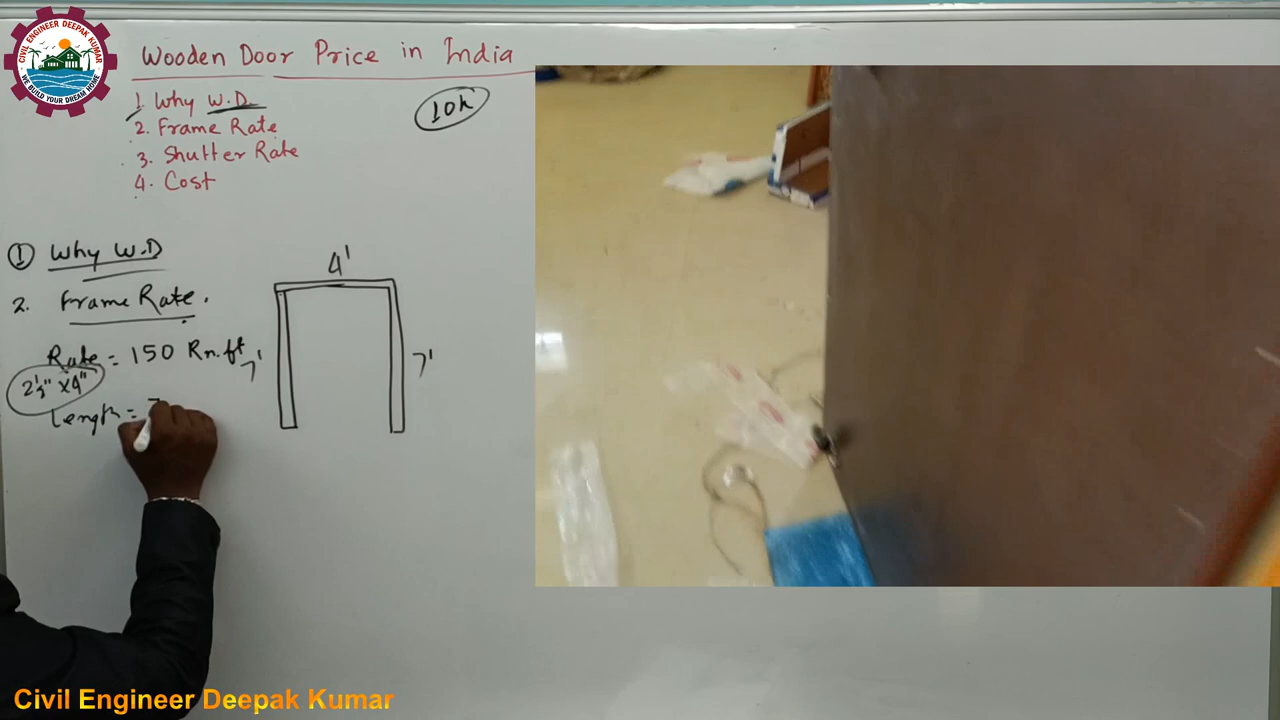 CIVIL ENGINEER DEEPAK KUMAR
WE BUILD YOUR DREAM HOME
Wooden Door Price in India
1. Why W.D.
2. Frame Rate
3. Shutter Rate
4. Cost
10k
① Why W.D
2. Frame Rate.
Rate = 150 Rn.ft
2½" x 4"
Length = 7
4'
7'
7'
Civil Engineer Deepak Kumar